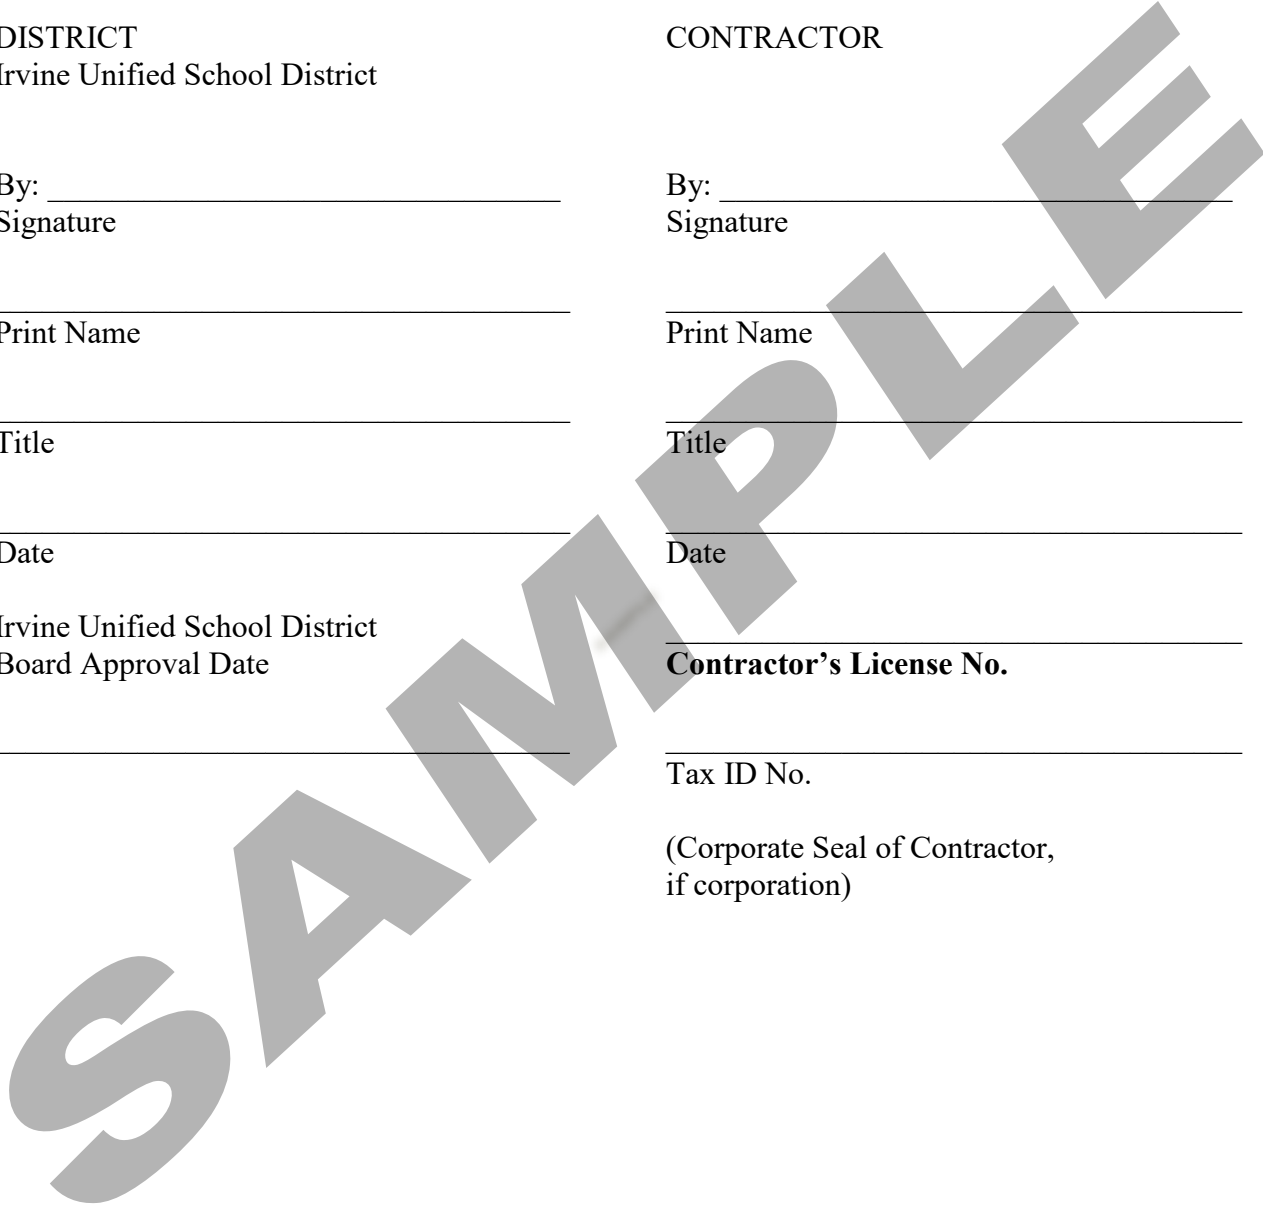 DISTRICT
Irvine Unified School District
By:
Signature
Print Name
Title
Date
Irvine Unified School District
Board Approval Date
CONTRACTOR
By:
Signature
Print Name
Title
Date
Contractor’s License No.
Tax ID No.
(Corporate Seal of Contractor,
if corporation)
SAMPLE